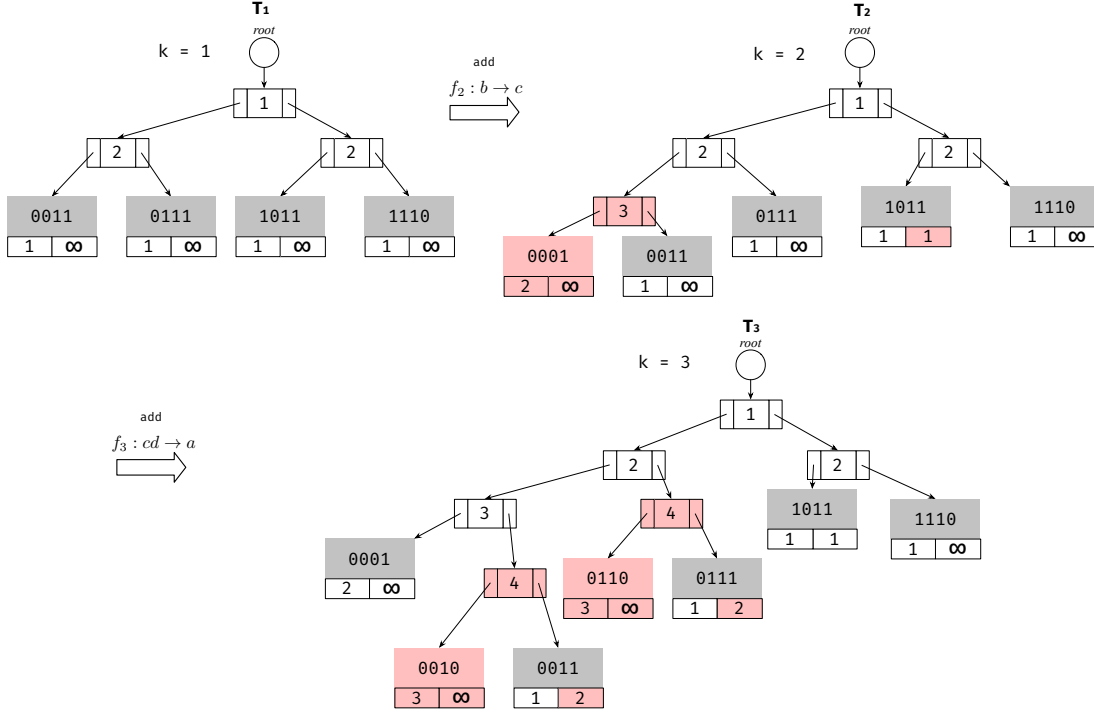 T₁
root
k = 1
1
2 2
0011 0111 1011 1110
1 ∞ 1 ∞ 1 ∞ 1 ∞
add
f₂ : b → c
T₂
root
k = 2
1
2 2
3 0111 1011 1110
1 ∞ 1 1 1 ∞
0001 0011
2 ∞ 1 ∞
add
f₃ : cd → a
T₃
root
k = 3
1
2 2
3 4 1011 1110
1 1 1 ∞
0001 4 0110 0111
2 ∞ 3 ∞ 1 2
0010 0011
3 ∞ 1 2